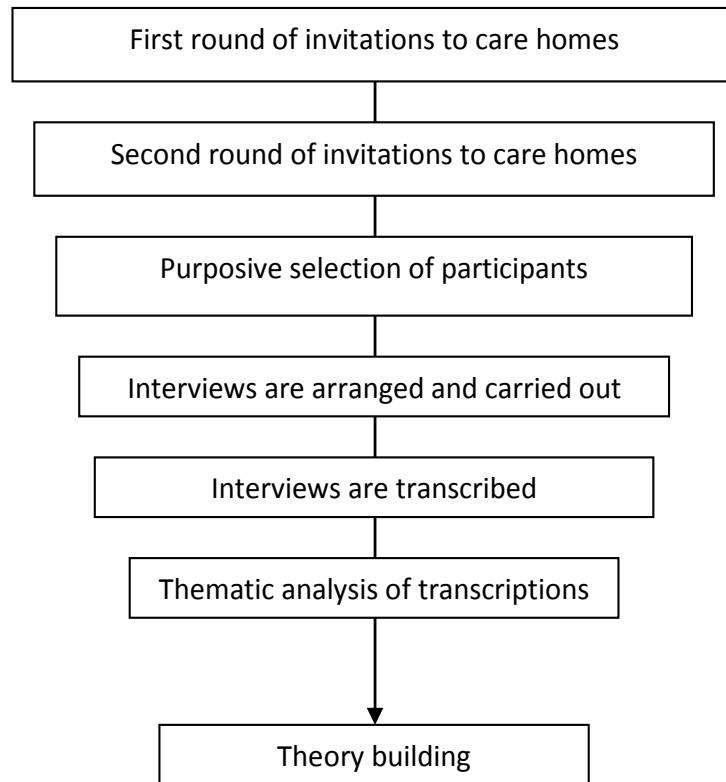 First round of invitations to care homes
Second round of invitations to care homes
Purposive selection of participants
Interviews are arranged and carried out
Interviews are transcribed
Thematic analysis of transcriptions
Theory building